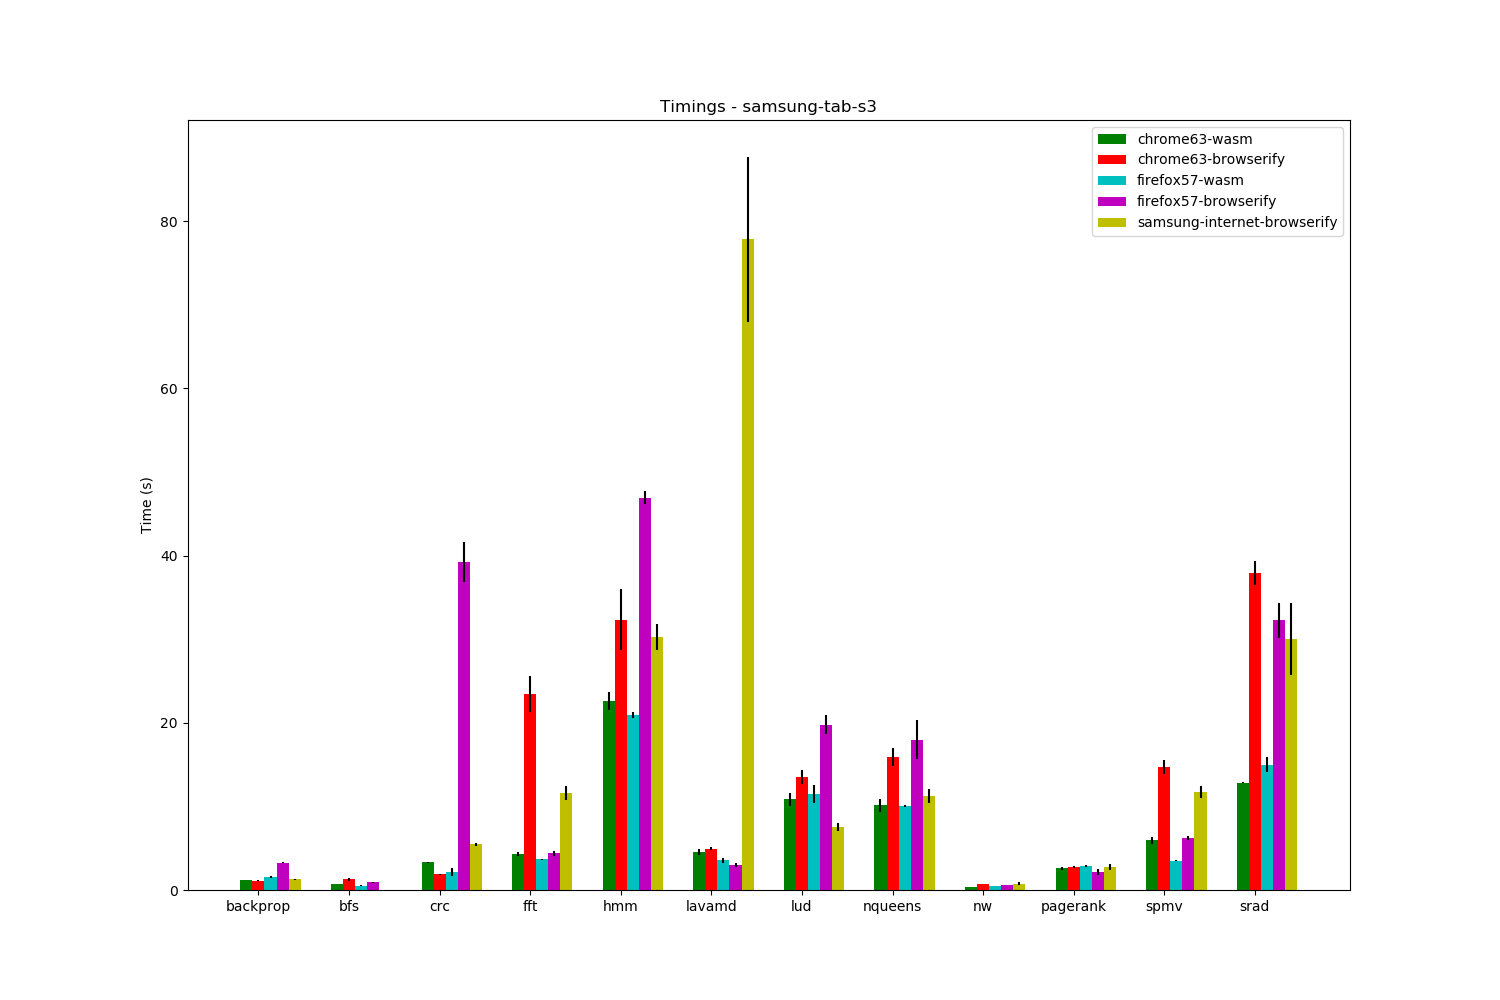 Timings - samsung-tab-s3
chrome63-wasm
chrome63-browserify
firefox57-wasm
firefox57-browserify
samsung-internet-browserify
80
60
40
20
0
Time (s)
backprop bfs crc fft hmm lavamd lud nqueens nw pagerank spmv srad